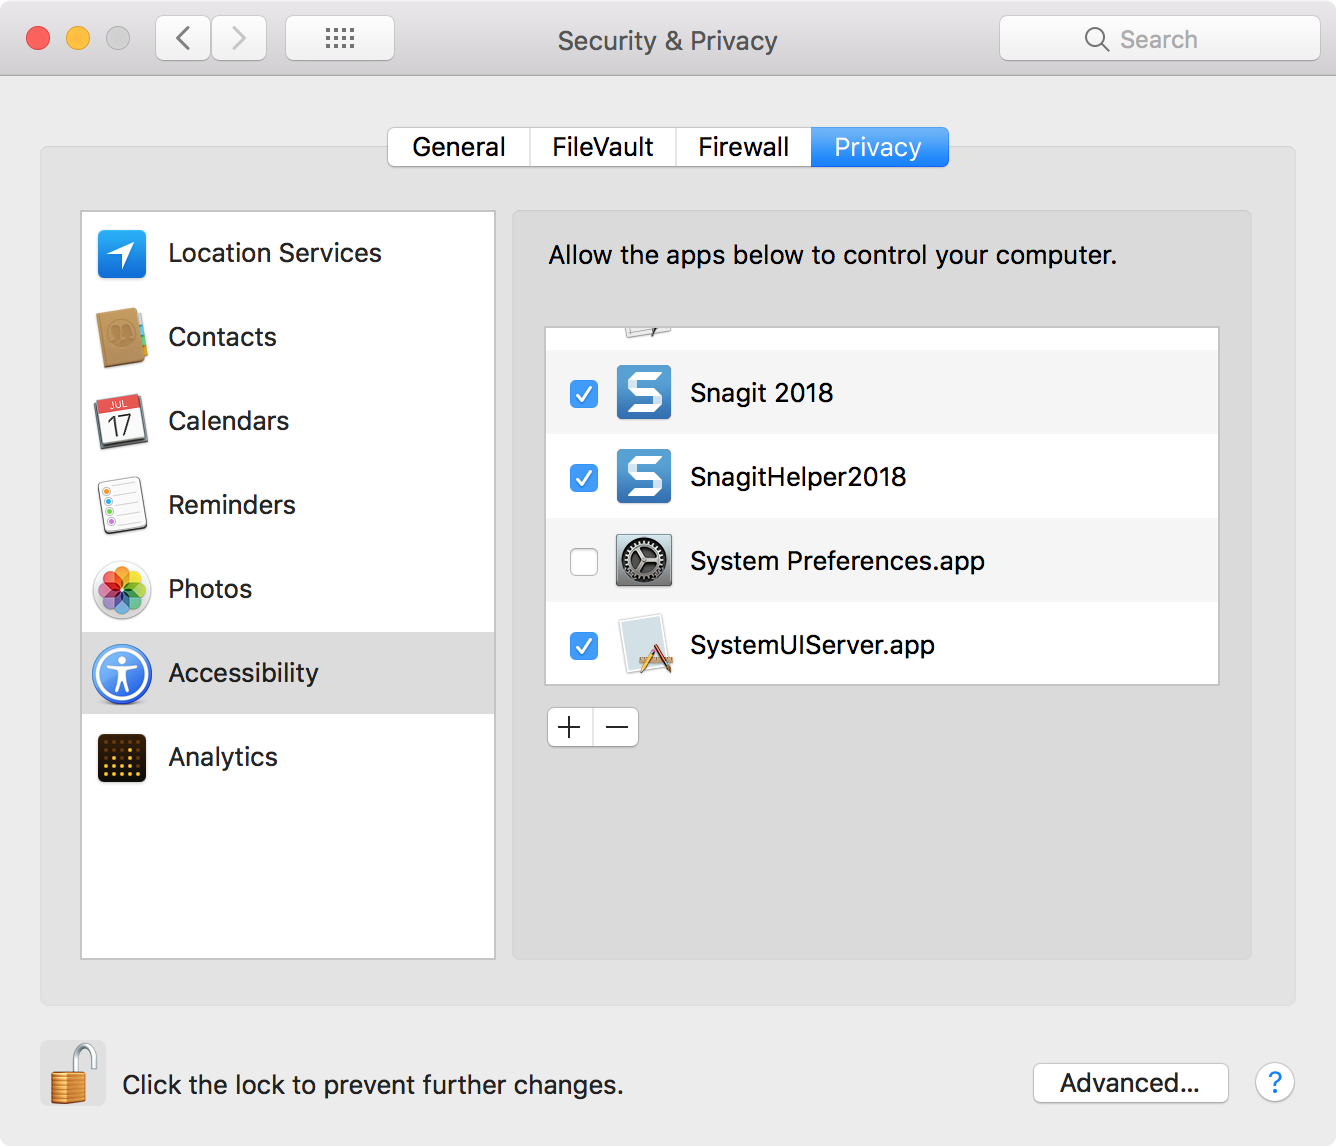 Security & Privacy
Search
General
FileVault
Firewall
Privacy
Location Services
Contacts
JUL
17
Calendars
Reminders
Photos
Accessibility
Analytics
Allow the apps below to control your computer.
Snagit 2018
SnagitHelper2018
System Preferences.app
SystemUIServer.app
Click the lock to prevent further changes.
Advanced...
?